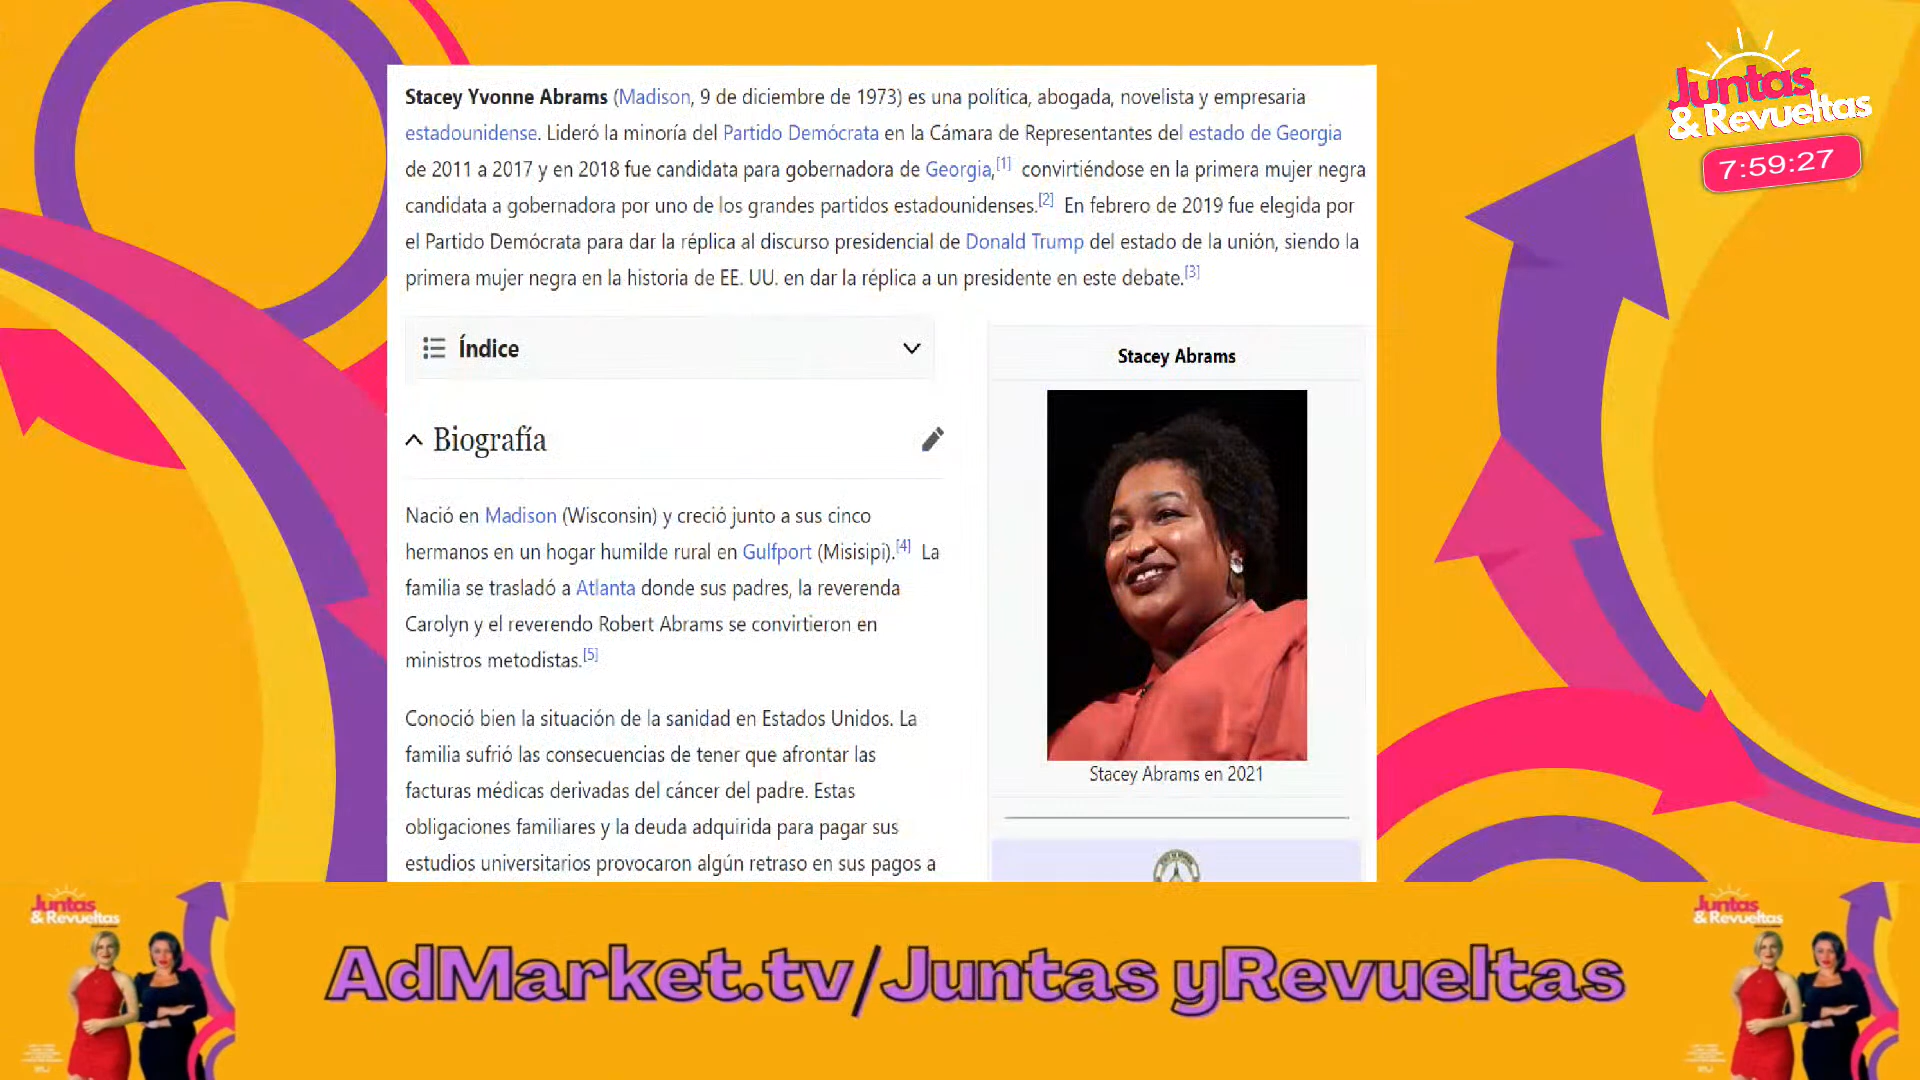 Juntas
& Revueltas
7:59:27
Stacey Yvonne Abrams (Madison, 9 de diciembre de 1973) es una política, abogada, novelista y empresaria
estadounidense. Lideró la minoría del Partido Demócrata en la Cámara de Representantes del estado de Georgia
de 2011 a 2017 y en 2018 fue candidata para gobernadora de Georgia,[1] convirtiéndose en la primera mujer negra
candidata a gobernadora por uno de los grandes partidos estadounidenses.[2] En febrero de 2019 fue elegida por
el Partido Demócrata para dar la réplica al discurso presidencial de Donald Trump del estado de la unión, siendo la
primera mujer negra en la historia de EE. UU. en dar la réplica a un presidente en este debate.[3]
Índice
Biografía
Nació en Madison (Wisconsin) y creció junto a sus cinco
hermanos en un hogar humilde rural en Gulfport (Misisipi).[4] La
familia se trasladó a Atlanta donde sus padres, la reverenda
Carolyn y el reverendo Robert Abrams se convirtieron en
ministros metodistas.[5]
Conoció bien la situación de la sanidad en Estados Unidos. La
familia sufrió las consecuencias de tener que afrontar las
facturas médicas derivadas del cáncer del padre. Estas
obligaciones familiares y la deuda adquirida para pagar sus
estudios universitarios provocaron algún retraso en sus pagos a
Stacey Abrams
Stacey Abrams en 2021
Juntas
& Revueltas
AdMarket.tv/Juntas yRevueltas
Juntas
& Revueltas